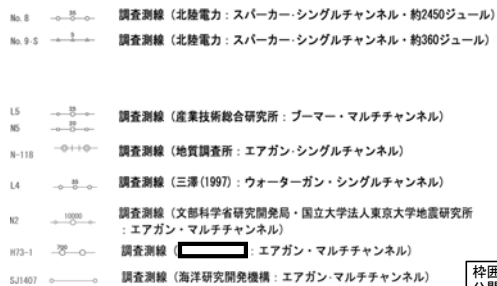 No. 8 35 調査測線（北陸電力：スパーカー・シングルチャンネル・約2450ジュール）
No. 9-S 5 調査測線（北陸電力：スパーカー・シングルチャンネル・約360ジュール）
L5 25
N5 20 調査測線（産業技術総合研究所：ブーマー・マルチチャンネル）
N-118 調査測線（地質調査所：エアガン・シングルチャンネル）
L4 35 調査測線（三澤(1997)：ウォーターガン・シングルチャンネル）
N2 10000 調査測線（文部科学省研究開発局・国立大学法人東京大学地震研究所
：エアガン・マルチチャンネル）
H73-1 700 調査測線（ ：エアガン・マルチチャンネル）
SJ1407 調査測線（海洋研究開発機構：エアガン・マルチチャンネル）
枠囲